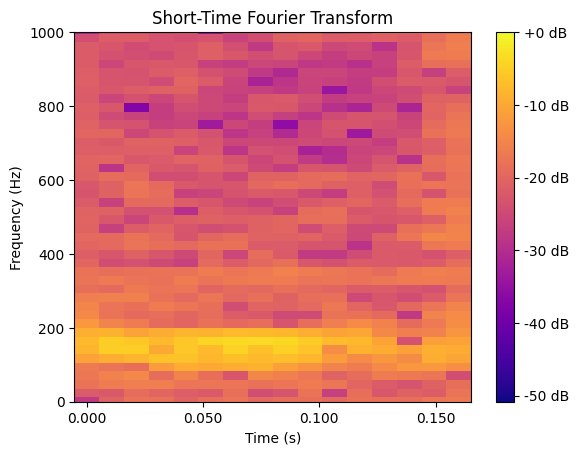 Short-Time Fourier Transform
1000
800
600
400
200
0
Frequency (Hz)
0.000
0.050
0.100
0.150
Time (s)
+0 dB
-10 dB
-20 dB
-30 dB
-40 dB
-50 dB